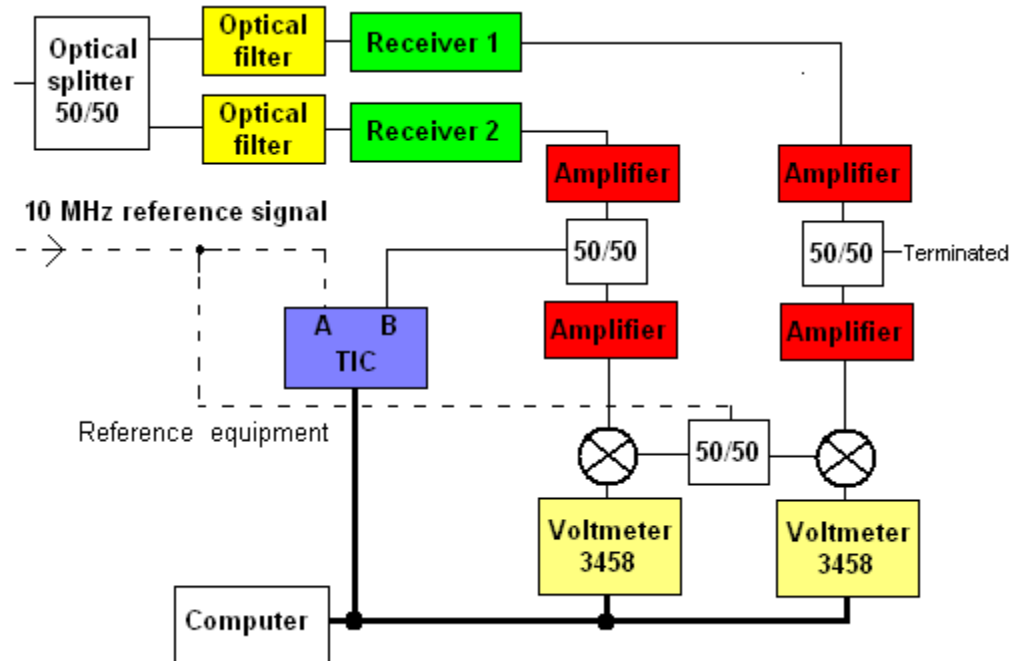 Optical
splitter
50/50
Optical
filter
Receiver 1
Optical
filter
Receiver 2
Amplifier
Amplifier
10 MHz reference signal
50/50
50/50
Terminated
A B
TIC
Amplifier
Amplifier
Reference equipment
50/50
Voltmeter
3458
Voltmeter
3458
Computer